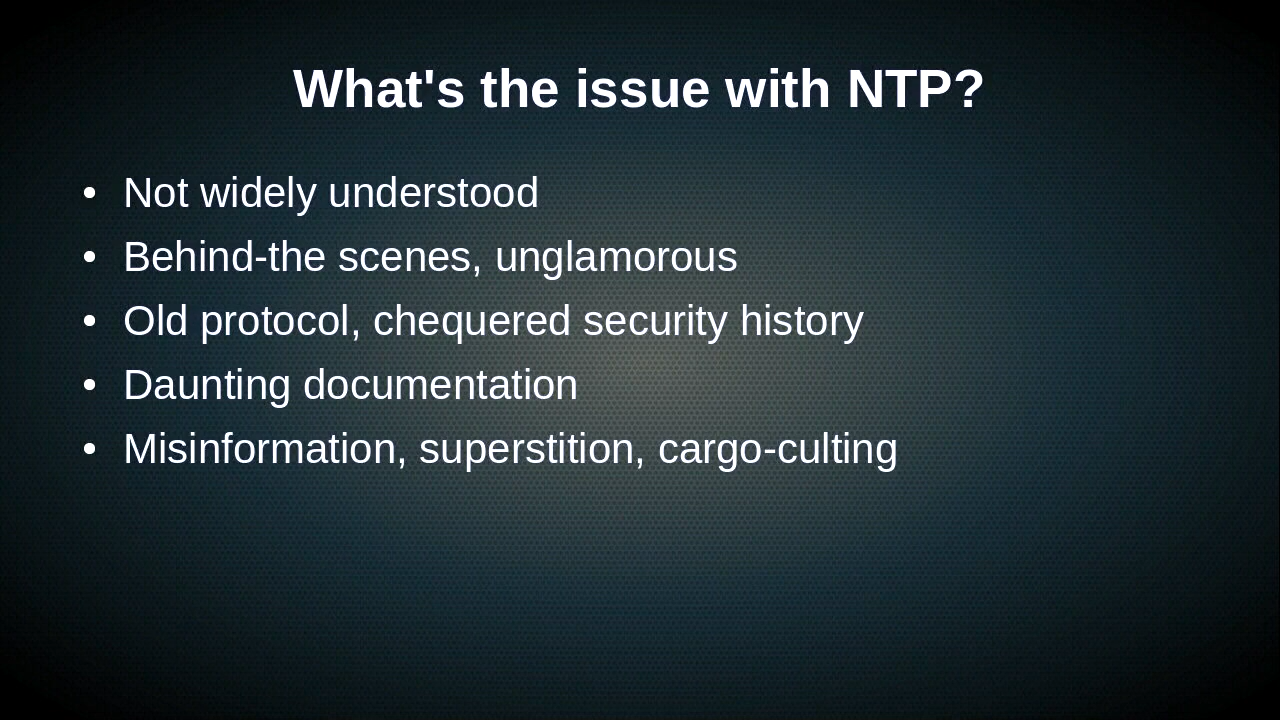 What's the issue with NTP?
• Not widely understood
• Behind-the scenes, unglamorous
• Old protocol, chequered security history
• Daunting documentation
• Misinformation, superstition, cargo-culting